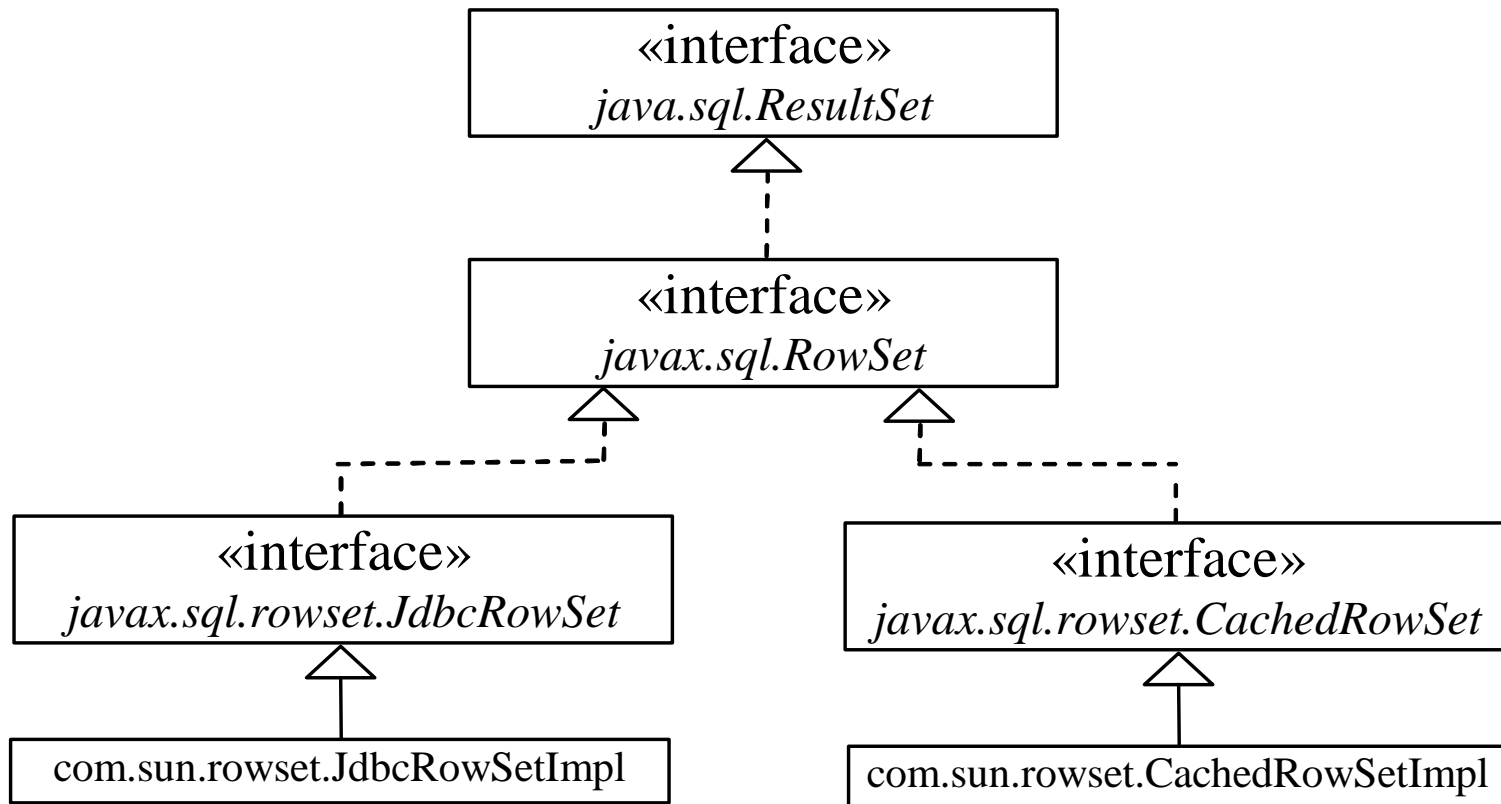 «interface»
java.sql.ResultSet
«interface»
javax.sql.RowSet
«interface»
javax.sql.rowset.JdbcRowSet
«interface»
javax.sql.rowset.CachedRowSet
com.sun.rowset.JdbcRowSetImpl
com.sun.rowset.CachedRowSetImpl